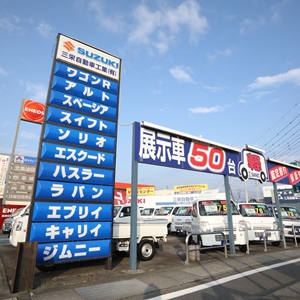 SUZUKI
三栄自動車工業(有)
ワゴンR
アルト
スペーシア
スイフト
ソリオ
エスクード
ハスラー
ラパン
エブリイ
キャリイ
ジムニー
ENEOS
展示車50台
軽